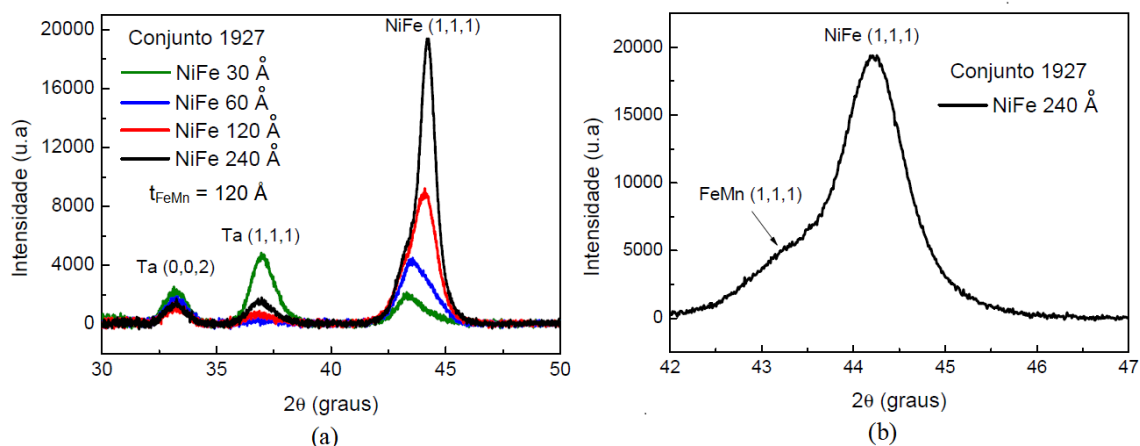 20000
16000
12000
8000
4000
0
30
35
40
45
50
Intensidade (u.a)
2θ (graus)
Conjunto 1927
NiFe 30 Å
NiFe 60 Å
NiFe 120 Å
NiFe 240 Å
t_FeMn = 120 Å
Ta (0,0,2)
Ta (1,1,1)
NiFe (1,1,1)
(a)
20000
15000
10000
5000
0
42
43
44
45
46
47
Intensidade (u.a)
2θ (graus)
NiFe (1,1,1)
Conjunto 1927
NiFe 240 Å
FeMn (1,1,1)
(b)